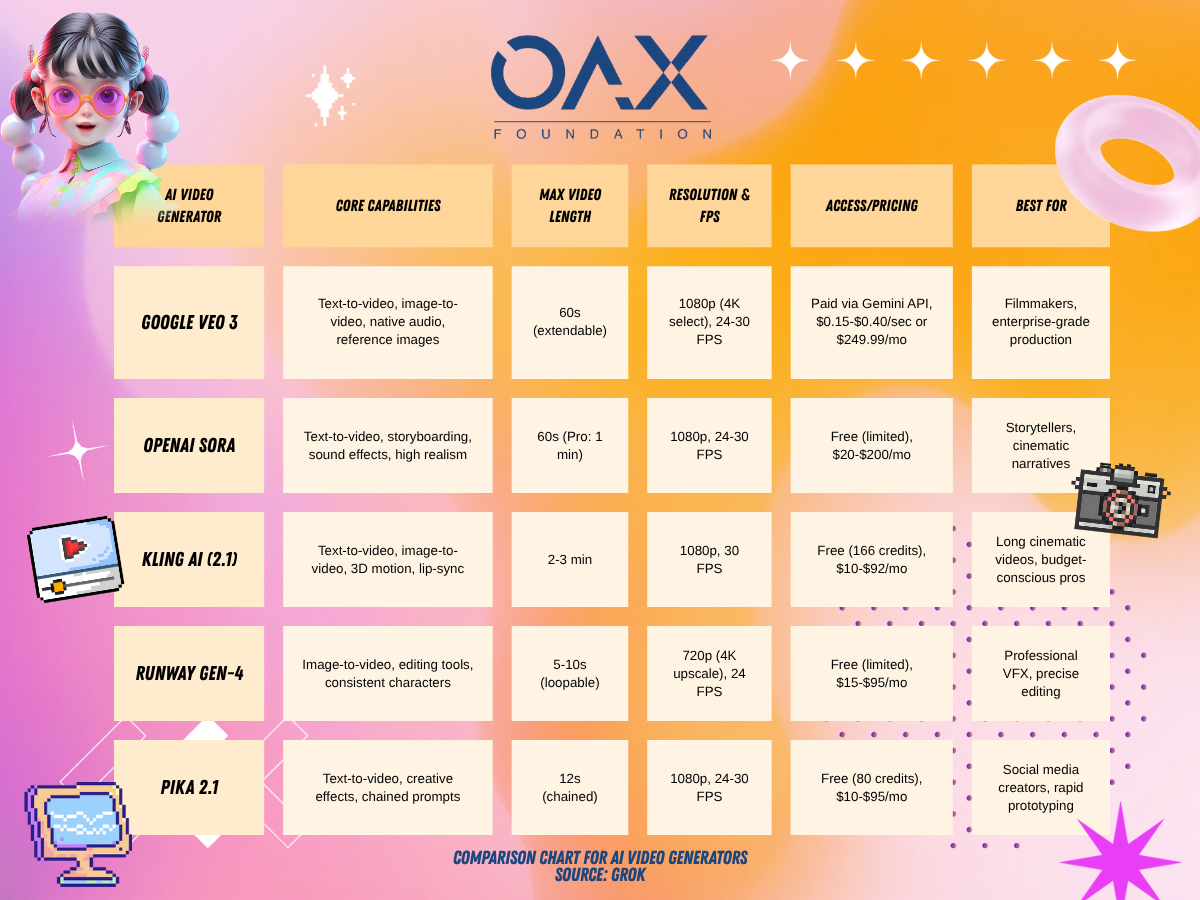 OAX
FOUNDATION
AI VIDEO
GENERATOR
CORE CAPABILITIES
MAX VIDEO
LENGTH
RESOLUTION &
FPS
ACCESS/PRICING
BEST FOR
GOOGLE VEO 3
Text-to-video, image-to-
video, native audio,
reference images
60s
(extendable)
1080p (4K
select), 24-30
FPS
Paid via Gemini API,
$0.15-$0.40/sec or
$249.99/mo
Filmmakers,
enterprise-grade
production
OPENAI SORA
Text-to-video, storyboarding,
sound effects, high realism
60s (Pro: 1
min)
1080p, 24-30
FPS
Free (limited),
$20-$200/mo
Storytellers,
cinematic
narratives
KLING AI (2.1)
Text-to-video, image-to-
video, 3D motion, lip-sync
2-3 min
1080p, 30
FPS
Free (166 credits),
$10-$92/mo
Long cinematic
videos, budget-
conscious pros
RUNWAY GEN-4
Image-to-video, editing tools,
consistent characters
5-10s
(loopable)
720p (4K
upscale), 24
FPS
Free (limited),
$15-$95/mo
Professional
VFX, precise
editing
PIKA 2.1
Text-to-video, creative
effects, chained prompts
12s
(chained)
1080p, 24-30
FPS
Free (80 credits),
$10-$95/mo
Social media
creators, rapid
prototyping
COMPARISON CHART FOR AI VIDEO GENERATORS
SOURCE: GROK